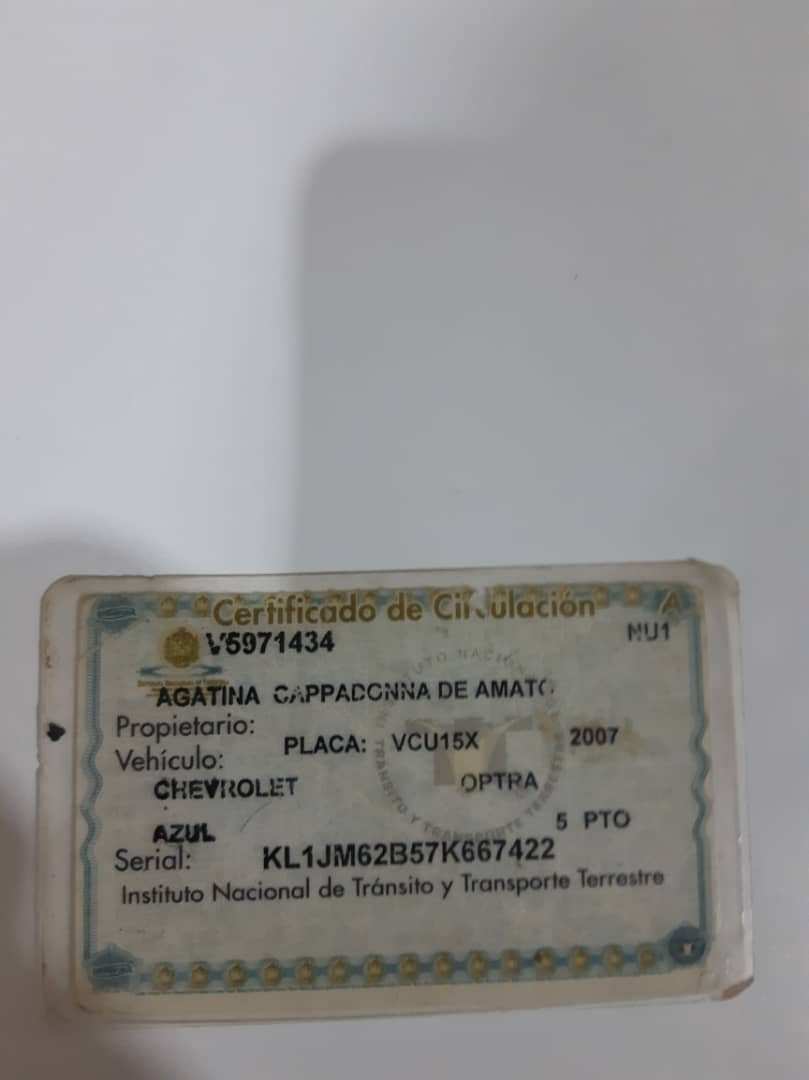 Certificado de Circulación A
V5971434 MU1
AGATINA CAPPADONNA DE AMATO
Propietario:
PLACA: VCU15X 2007
Vehículo:
CHEVROLET OPTRA
AZUL 5 PTO
Serial: KL1JM62B57K667422
Instituto Nacional de Tránsito y Transporte Terrestre